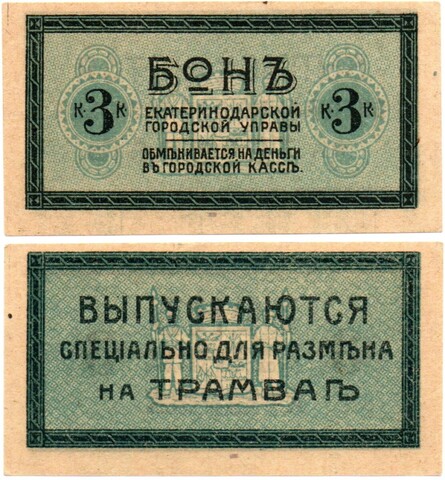 БОНЪ
К. 3 К
К. 3 К
ЕКАТЕРИНОДАРСКОЙ
ГОРОДСКОЙ УПРАВЫ
ОБМѢНИВАЕТСЯ НА ДЕНЬГИ
ВЪ ГОРОДСКОЙ КАССѢ.
ВЫПУСКАЮТСЯ
СПЕЦІАЛЬНО ДЛЯ РАЗМѢНА
НА ТРАМВАѢ